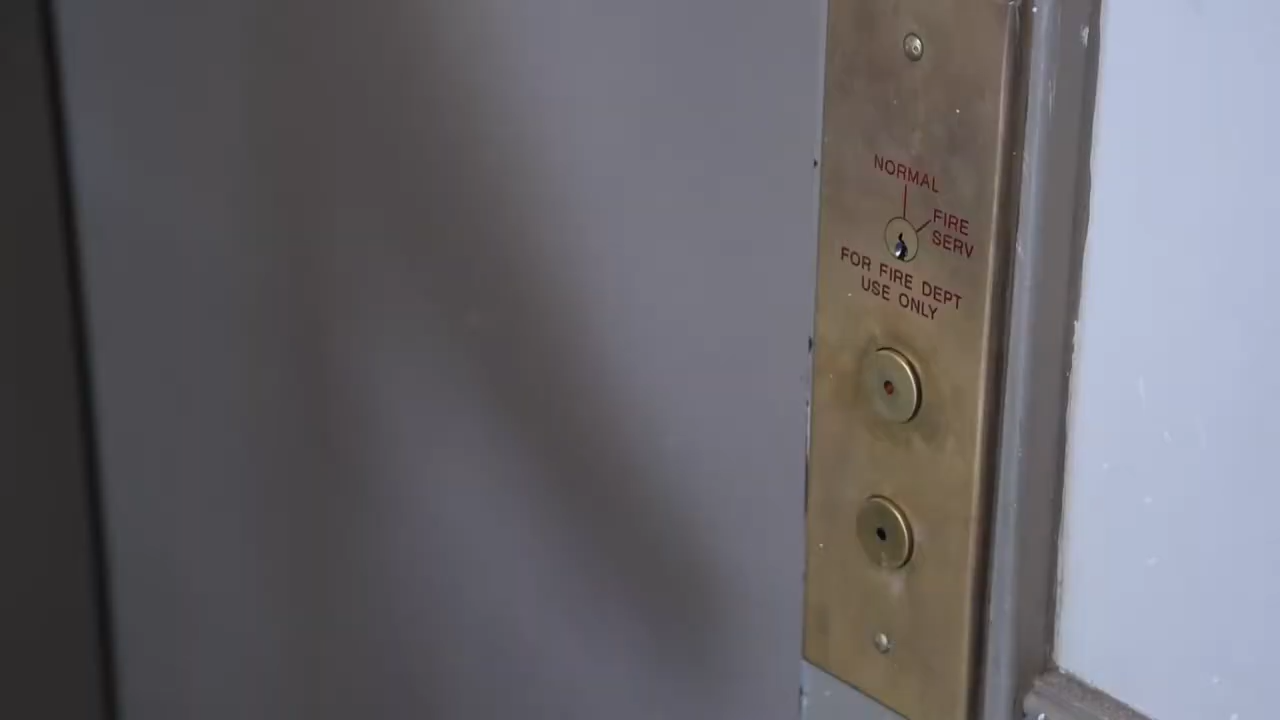 NORMAL
FIRE
SERV
FOR FIRE DEPT
USE ONLY